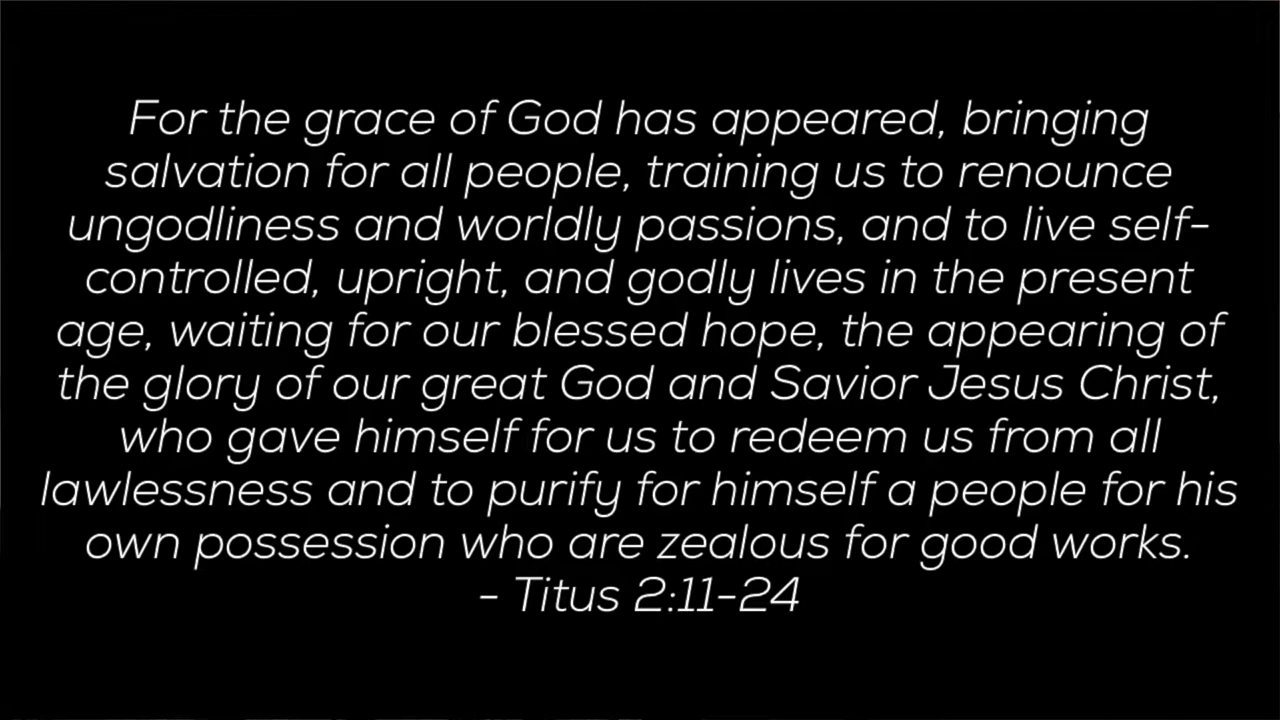 For the grace of God has appeared, bringing
salvation for all people, training us to renounce
ungodliness and worldly passions, and to live self-
controlled, upright, and godly lives in the present
age, waiting for our blessed hope, the appearing of
the glory of our great God and Savior Jesus Christ,
who gave himself for us to redeem us from all
lawlessness and to purify for himself a people for his
own possession who are zealous for good works.
- Titus 2:11-24